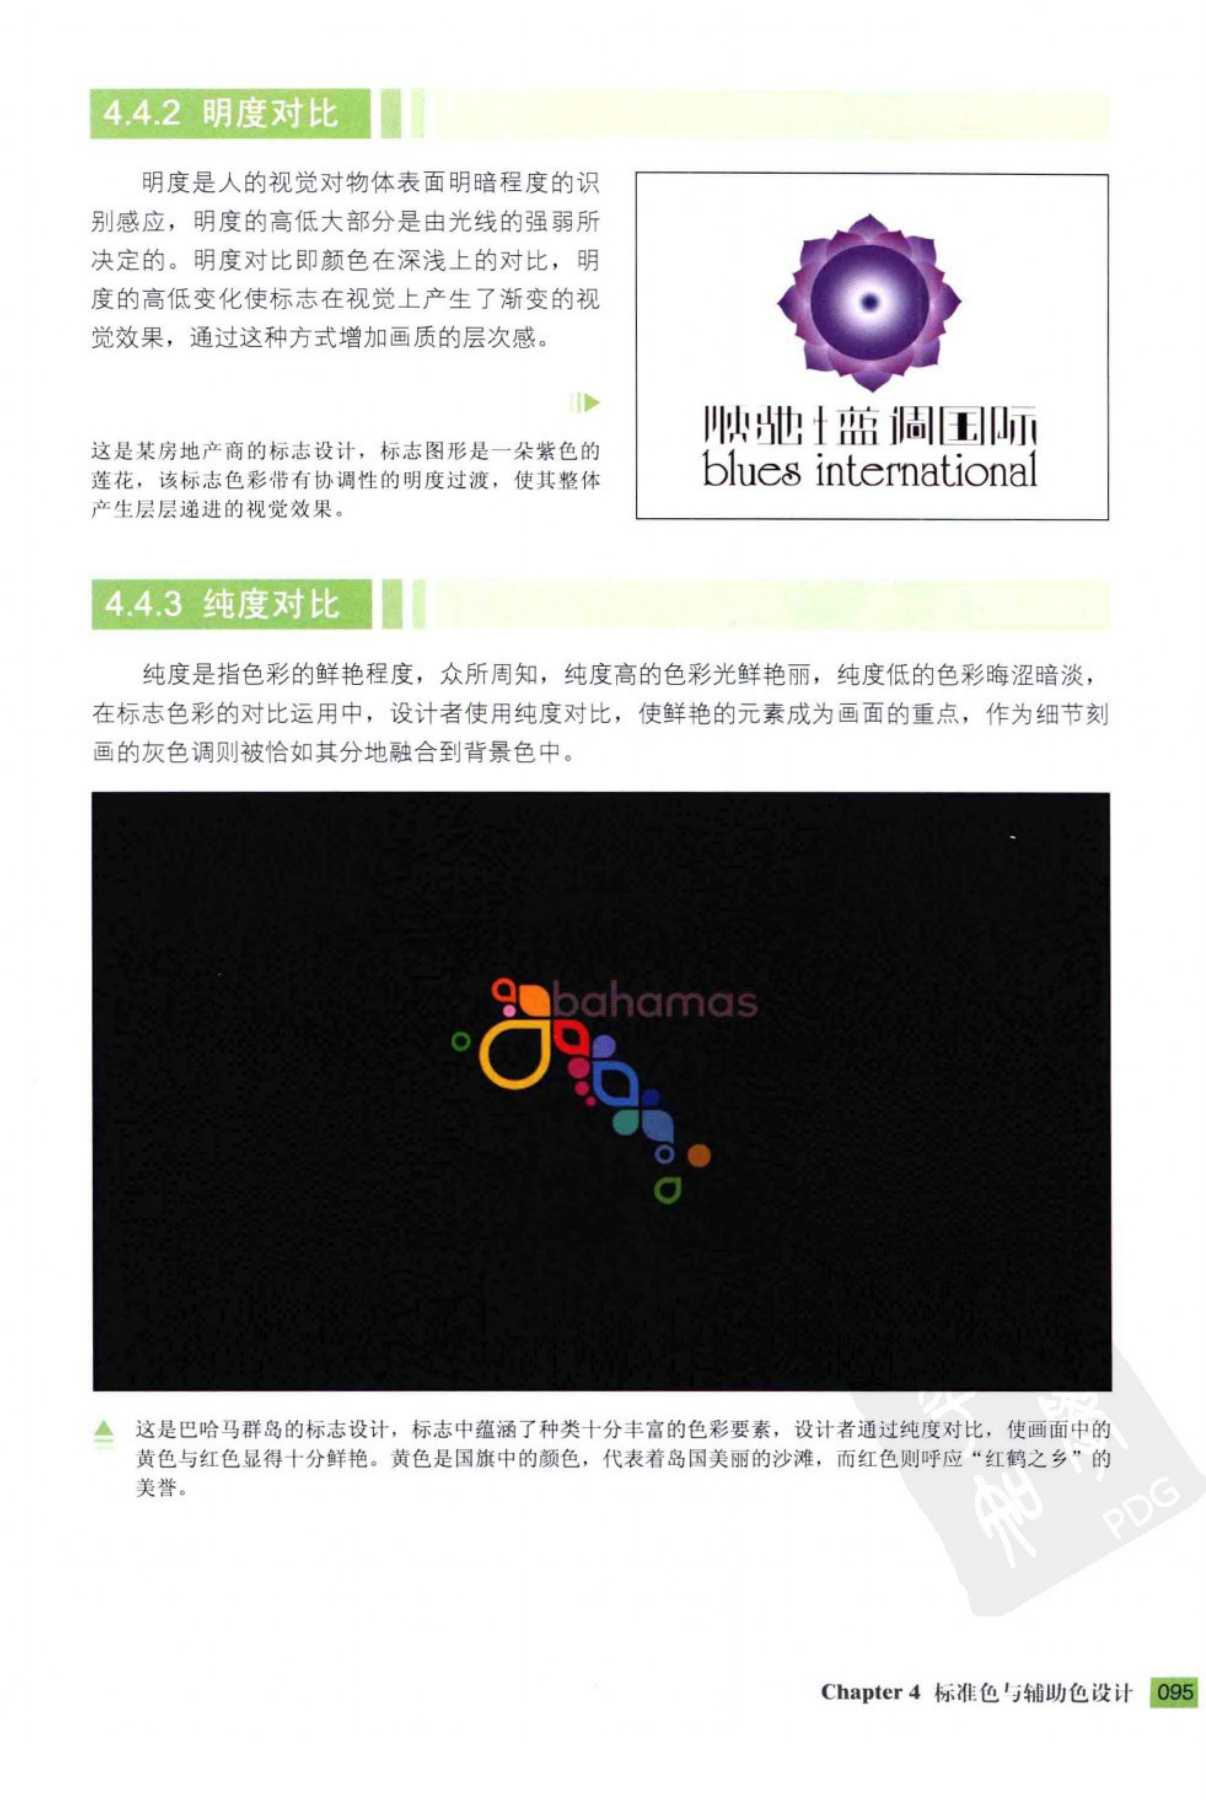 4.4.2 明度对比
明度是人的视觉对物体表面明暗程度的识
别感应，明度的高低大部分是由光线的强弱所
决定的。明度对比即颜色在深浅上的对比，明
度的高低变化使标志在视觉上产生了渐变的视
觉效果，通过这种方式增加画质的层次感。
这是某房地产商的标志设计，标志图形是一朵紫色的
莲花，该标志色彩带有协调性的明度过渡，使其整体
产生层层递进的视觉效果。
蓝调国际
blues international
4.4.3 纯度对比
纯度是指色彩的鲜艳程度，众所周知，纯度高的色彩光鲜艳丽，纯度低的色彩晦涩暗淡，
在标志色彩的对比运用中，设计者使用纯度对比，使鲜艳的元素成为画面的重点，作为细节刻
画的灰色调则被恰如其分地融合到背景色中。
bahamas
这是巴哈马群岛的标志设计，标志中蕴涵了种类十分丰富的色彩要素，设计者通过纯度对比，使画面中的
黄色与红色显得十分鲜艳。黄色是国旗中的颜色，代表着岛国美丽的沙滩，而红色则呼应“红鹤之乡”的
美誉。
PDG
Chapter 4 标准色与辅助色设计 095